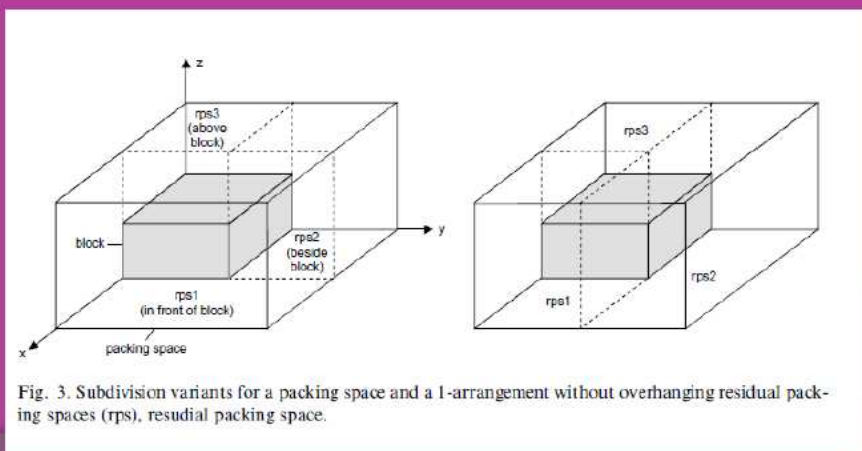 z
rps3
(above
block)
block
rps2
(beside
block)
y
rps1
(in front of block)
x
packing space
rps3
rps1
rps2
Fig. 3. Subdivision variants for a packing space and a 1-arrangement without overhanging residual pack-
ing spaces (rps), resudial packing space.